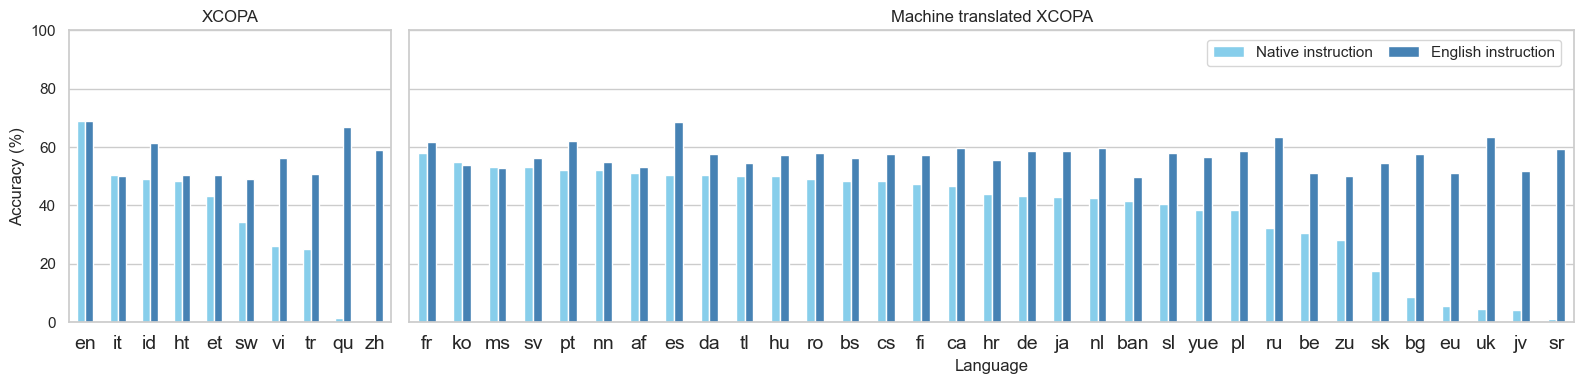 XCOPA
Machine translated XCOPA
Accuracy (%)
100
80
60
40
20
0
Native instruction
English instruction
en it id ht et sw vi tr qu zh
fr ko ms sv pt nn af es da tl hu ro bs cs fi ca hr de ja nl ban sl yue pl ru be zu sk bg eu uk jv sr
Language